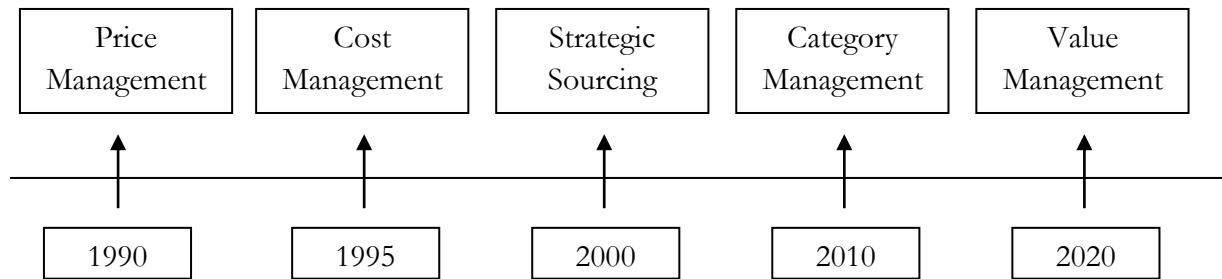 Price
Management
Cost
Management
Strategic
Sourcing
Category
Management
Value
Management
1990
1995
2000
2010
2020